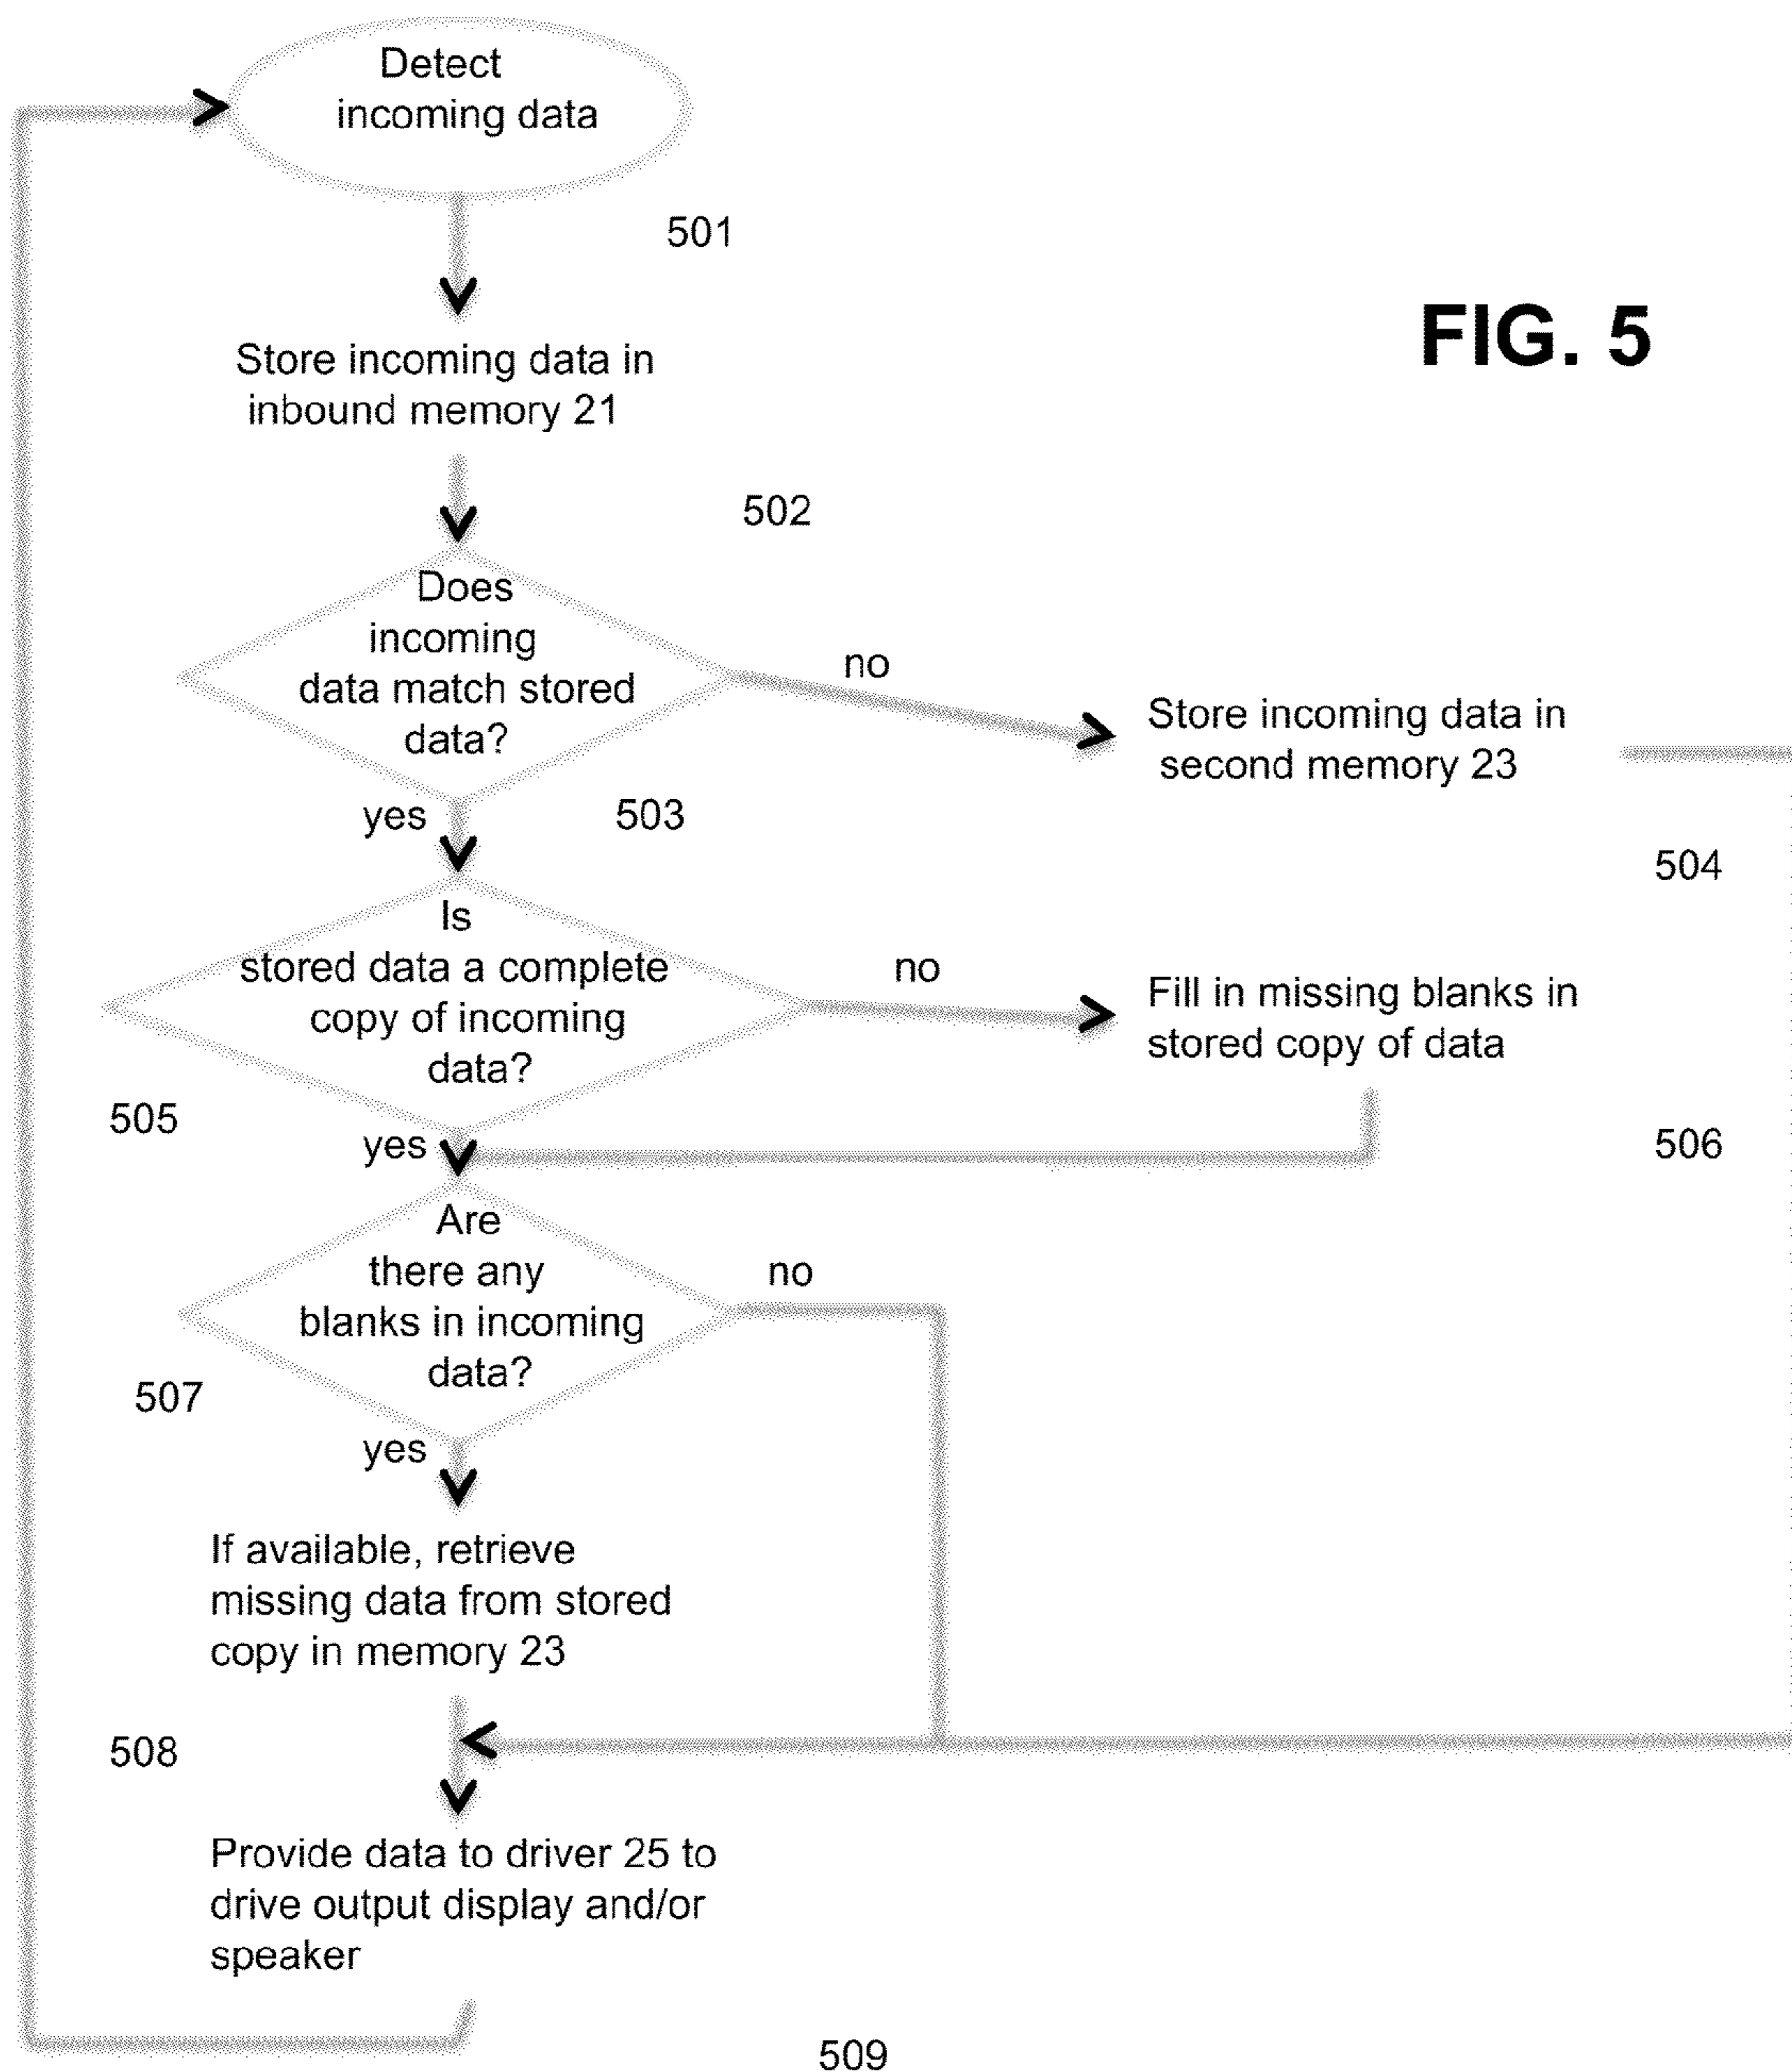 Detect
incoming data
501
FIG. 5
Store incoming data in
inbound memory 21
502
Does
incoming
data match stored
data?
no
Store incoming data in
second memory 23
yes
503
504
Is
stored data a complete
copy of incoming
data?
no
Fill in missing blanks in
stored copy of data
505
yes
506
Are
there any
blanks in incoming
data?
no
507
yes
If available, retrieve
missing data from stored
copy in memory 23
508
Provide data to driver 25 to
drive output display and/or
speaker
509